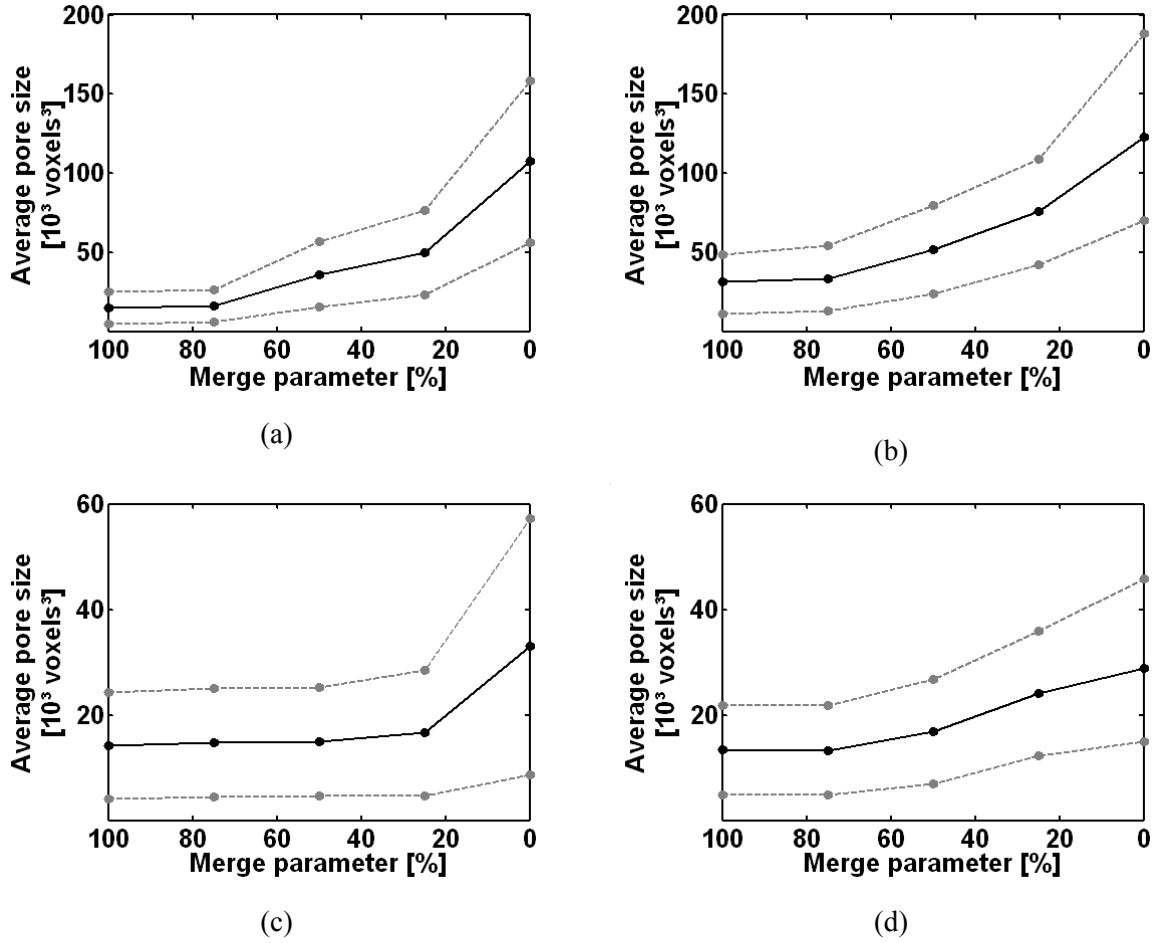 200
150
100
50
100 80 60 40 20 0
Average pore size
[10³ voxels³]
Merge parameter [%]
(a)
200
150
100
50
100 80 60 40 20 0
Average pore size
[10³ voxels³]
Merge parameter [%]
(b)
60
40
20
100 80 60 40 20 0
Average pore size
[10³ voxels³]
Merge parameter [%]
(c)
60
40
20
100 80 60 40 20 0
Average pore size
[10³ voxels³]
Merge parameter [%]
(d)